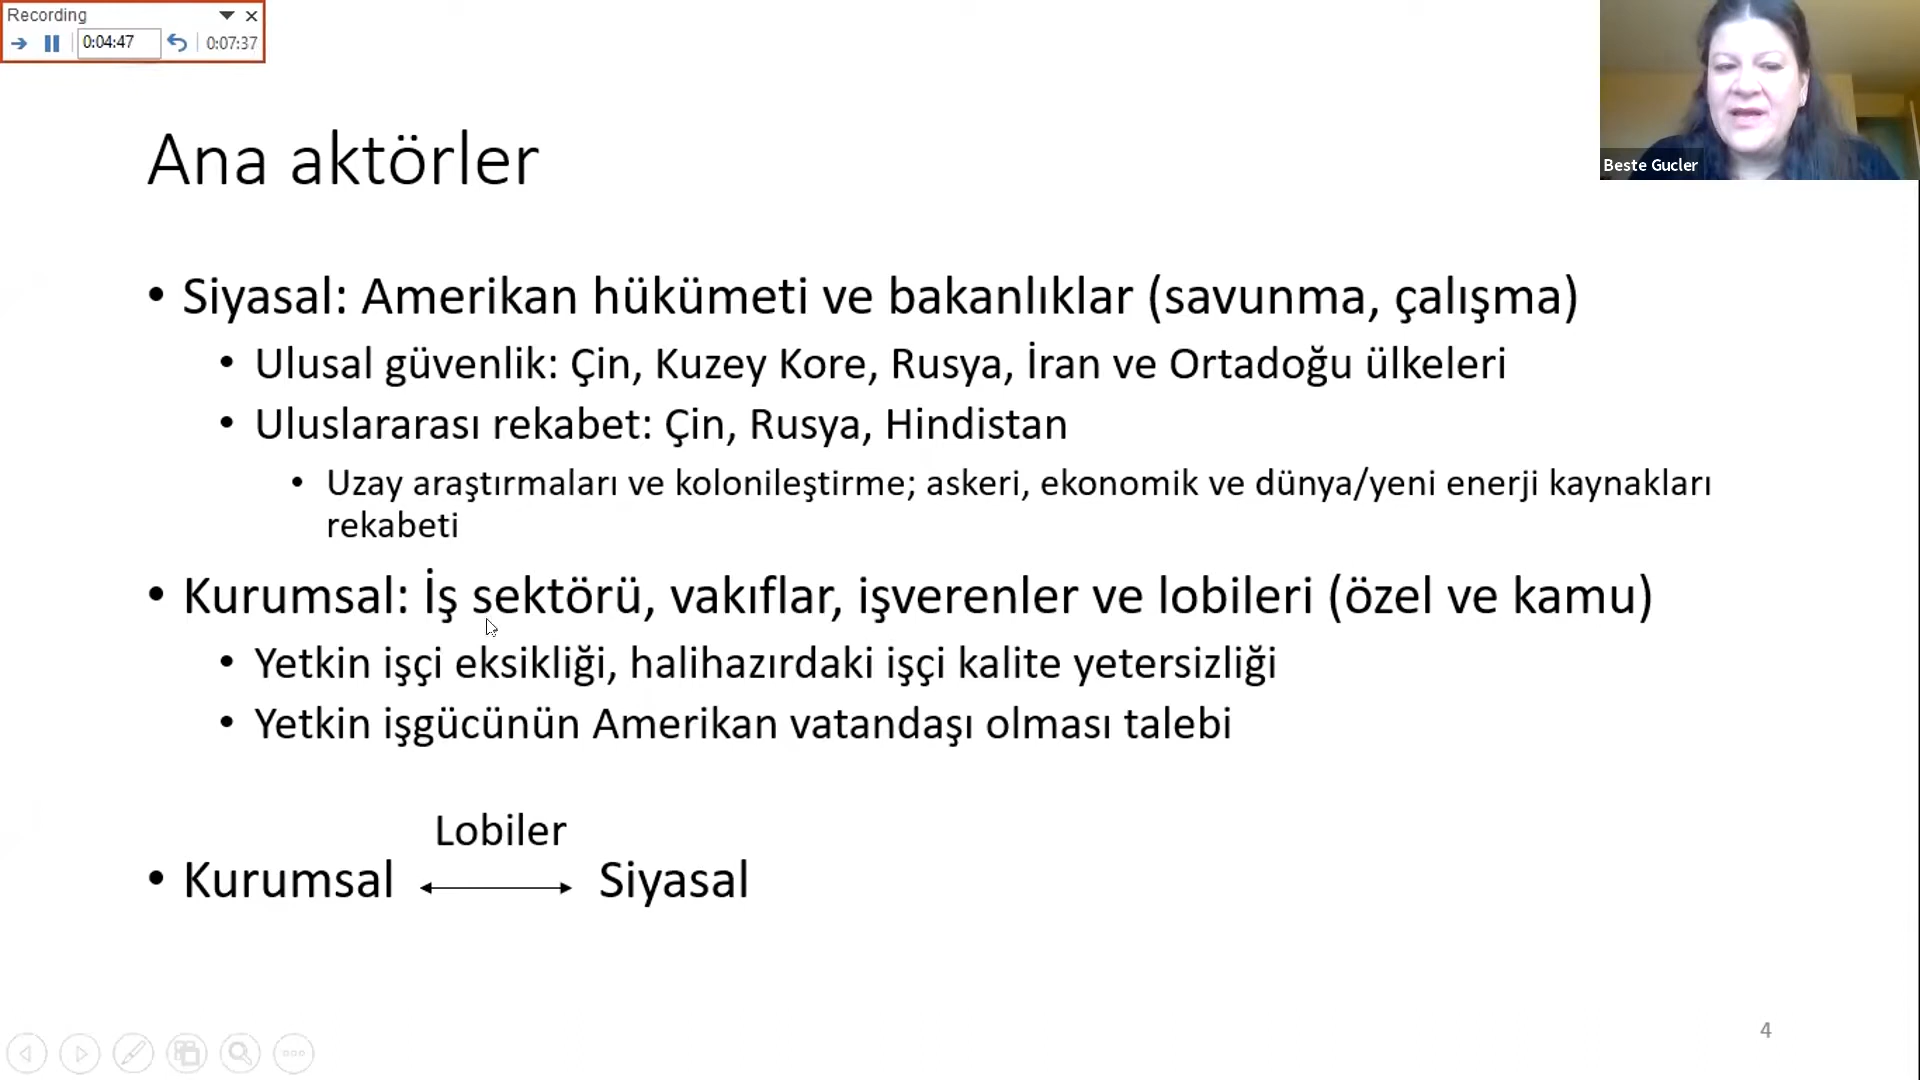 Recording
0:04:47
0:07:37
Beste Gucler
Ana aktörler
• Siyasal: Amerikan hükümeti ve bakanlıklar (savunma, çalışma)
• Ulusal güvenlik: Çin, Kuzey Kore, Rusya, İran ve Ortadoğu ülkeleri
• Uluslararası rekabet: Çin, Rusya, Hindistan
• Uzay araştırmaları ve kolonileştirme; askeri, ekonomik ve dünya/yeni enerji kaynakları
rekabeti
• Kurumsal: İş sektörü, vakıflar, işverenler ve lobileri (özel ve kamu)
• Yetkin işçi eksikliği, halihazırdaki işçi kalite yetersizliği
• Yetkin işgücünün Amerikan vatandaşı olması talebi
Lobiler
• Kurumsal Siyasal
4